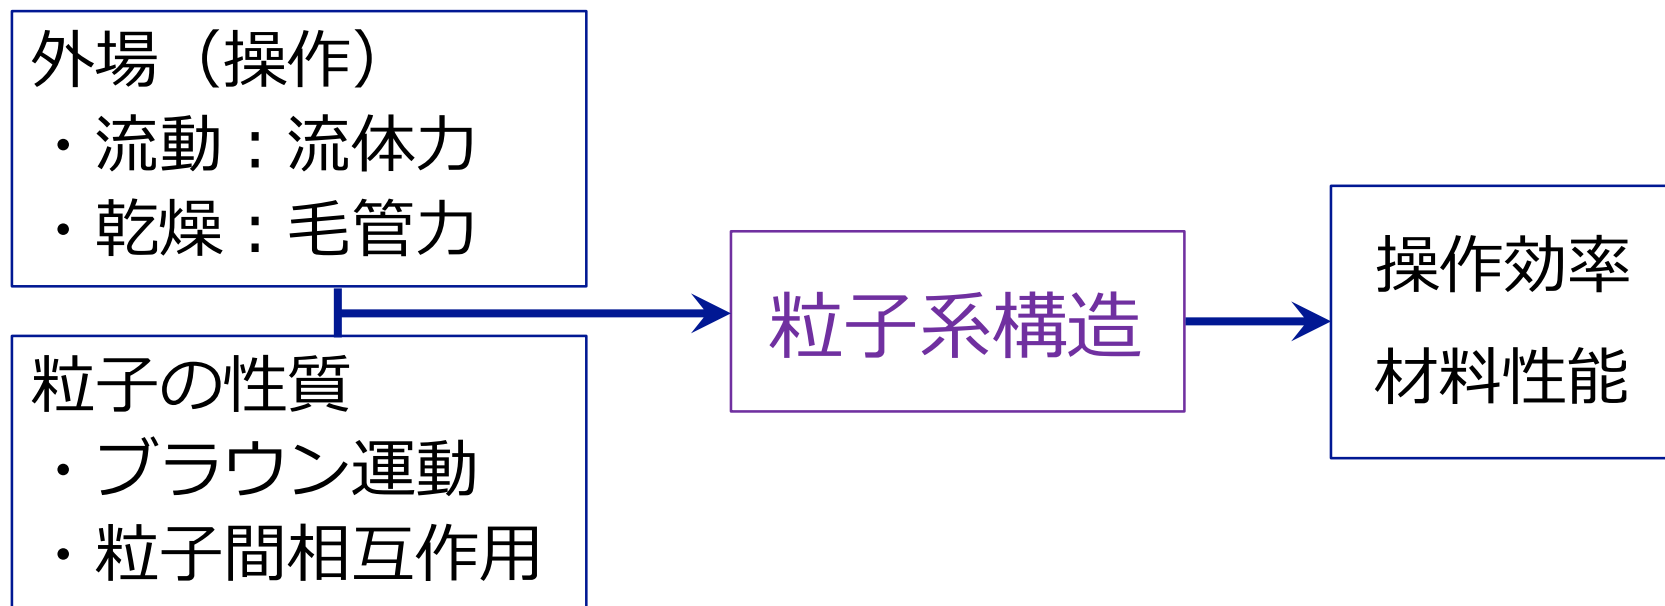 外場（操作）
・流動：流体力
・乾燥：毛管力
粒子の性質
・ブラウン運動
・粒子間相互作用
粒子系構造
操作効率
材料性能